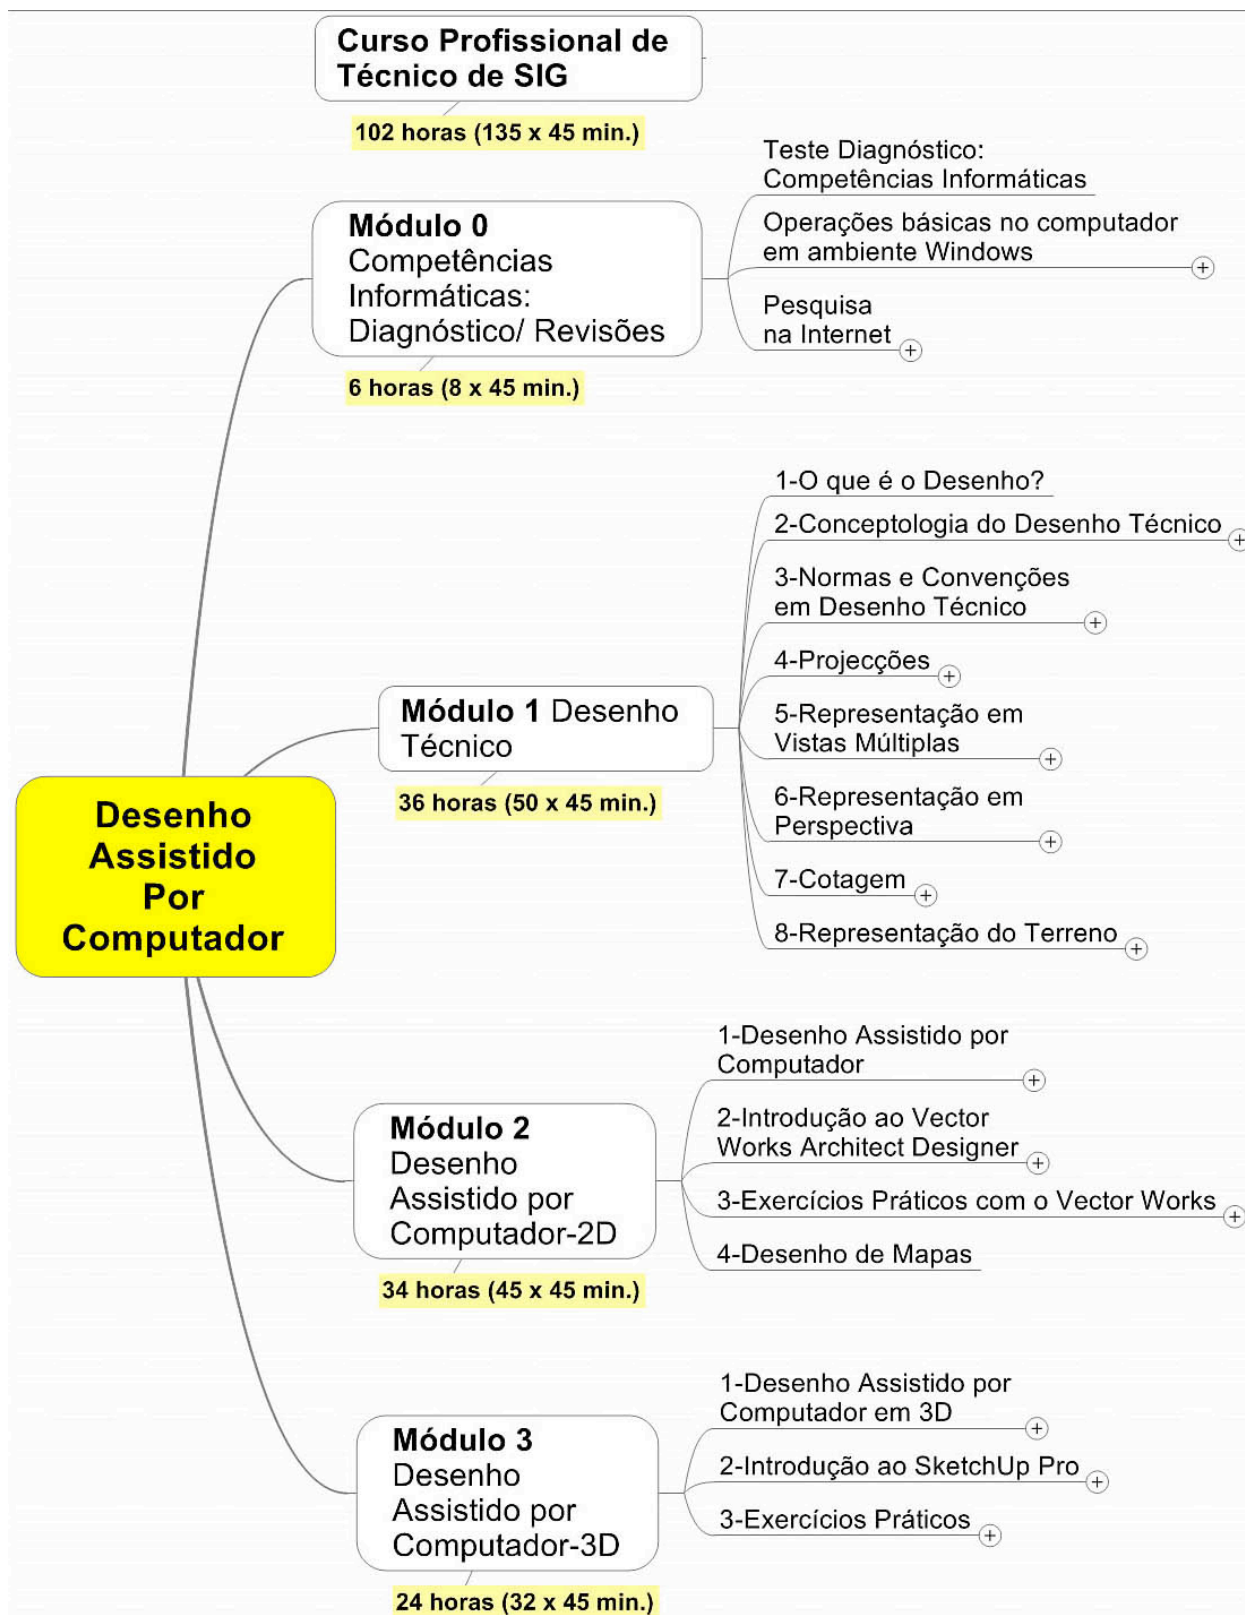 Curso Profissional de
Técnico de SIG
102 horas (135 x 45 min.)
Módulo 0
Competências
Informáticas:
Diagnóstico/ Revisões
6 horas (8 x 45 min.)
Teste Diagnóstico:
Competências Informáticas
Operações básicas no computador
em ambiente Windows
Pesquisa
na Internet
Desenho
Assistido
Por
Computador
Módulo 1 Desenho
Técnico
36 horas (50 x 45 min.)
1-O que é o Desenho?
2-Conceptologia do Desenho Técnico
3-Normas e Convenções
em Desenho Técnico
4-Projecções
5-Representação em
Vistas Múltiplas
6-Representação em
Perspectiva
7-Cotagem
8-Representação do Terreno
Módulo 2
Desenho
Assistido por
Computador-2D
34 horas (45 x 45 min.)
1-Desenho Assistido por
Computador
2-Introdução ao Vector
Works Architect Designer
3-Exercícios Práticos com o Vector Works
4-Desenho de Mapas
Módulo 3
Desenho
Assistido por
Computador-3D
24 horas (32 x 45 min.)
1-Desenho Assistido por
Computador em 3D
2-Introdução ao SketchUp Pro
3-Exercícios Práticos